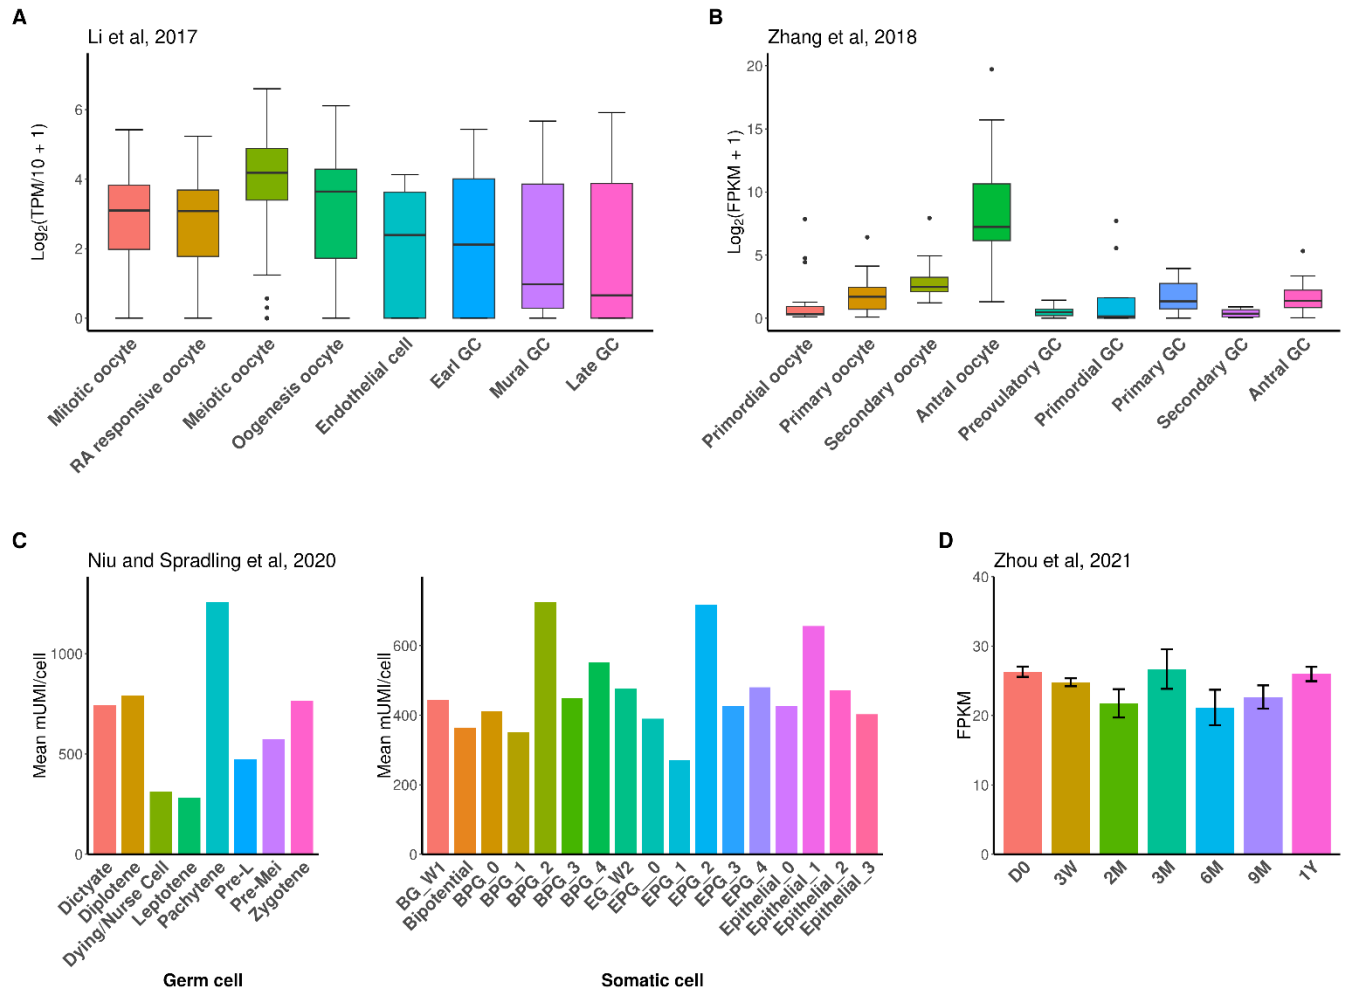 A
Li et al, 2017
Log2(TPM/10 + 1)
6
4
2
0
Mitotic oocyte
RA responsive oocyte
Meiotic oocyte
Oogenesis oocyte
Endothelial cell
Earl GC
Mural GC
Late GC
B
Zhang et al, 2018
Log2(FPKM + 1)
20
15
10
5
0
Primordial oocyte
Primary oocyte
Secondary oocyte
Antral oocyte
Preovulatory GC
Primordial GC
Primary GC
Secondary GC
Antral GC
C
Niu and Spradling et al, 2020
Mean mUMI/cell
1000
500
0
Dictyate
Diplotene
Dying/Nurse Cell
Leptotene
Pachytene
Pre-L
Pre-Mei
Zygotene
Germ cell
Mean mUMI/cell
600
400
200
0
BG_W1
Bipotential
BPG_0
BPG_1
BPG_2
BPG_3
BPG_4
EG_W2
EPG__0
EPG_1
EPG_2
EPG_3
EPG_4
Epithelial_0
Epithelial_1
Epithelial_2
Epithelial_3
Somatic cell
D
Zhou et al, 2021
FPKM
40
30
20
10
0
D0
3W
2M
3M
6M
9M
1Y